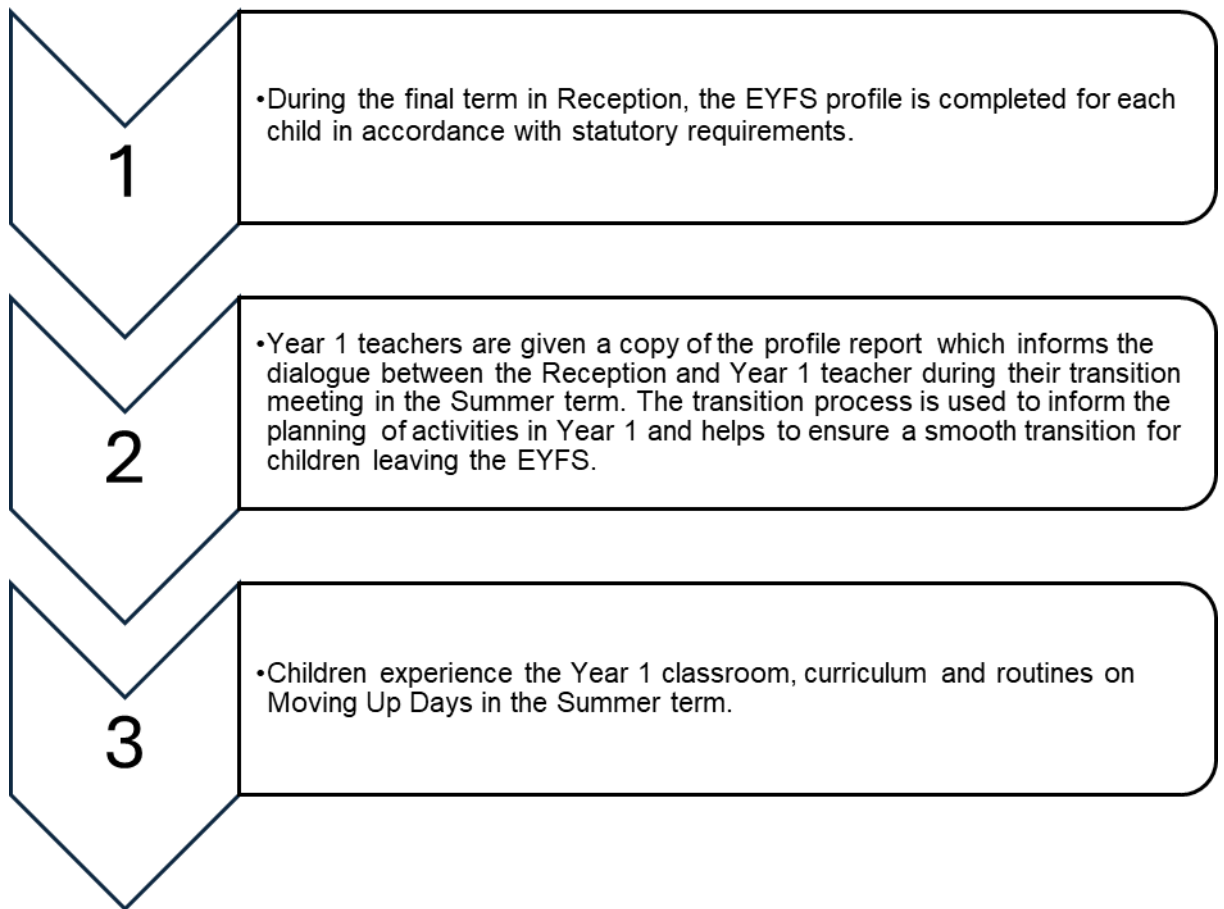 1
•During the final term in Reception, the EYFS profile is completed for each
child in accordance with statutory requirements.
2
•Year 1 teachers are given a copy of the profile report which informs the
dialogue between the Reception and Year 1 teacher during their transition
meeting in the Summer term. The transition process is used to inform the
planning of activities in Year 1 and helps to ensure a smooth transition for
children leaving the EYFS.
3
•Children experience the Year 1 classroom, curriculum and routines on
Moving Up Days in the Summer term.